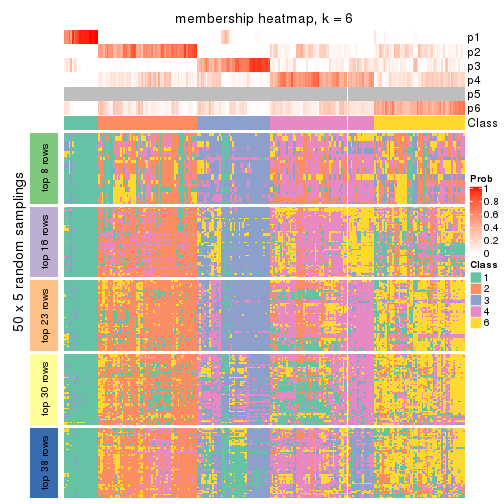 membership heatmap, k = 6
p1
p2
p3
p4
p5
p6
Class
50 x 5 random samplings
top 8 rows
top 16 rows
top 23 rows
top 30 rows
top 38 rows
Prob
1
0.8
0.6
0.4
0.2
0
Class
1
2
3
4
6